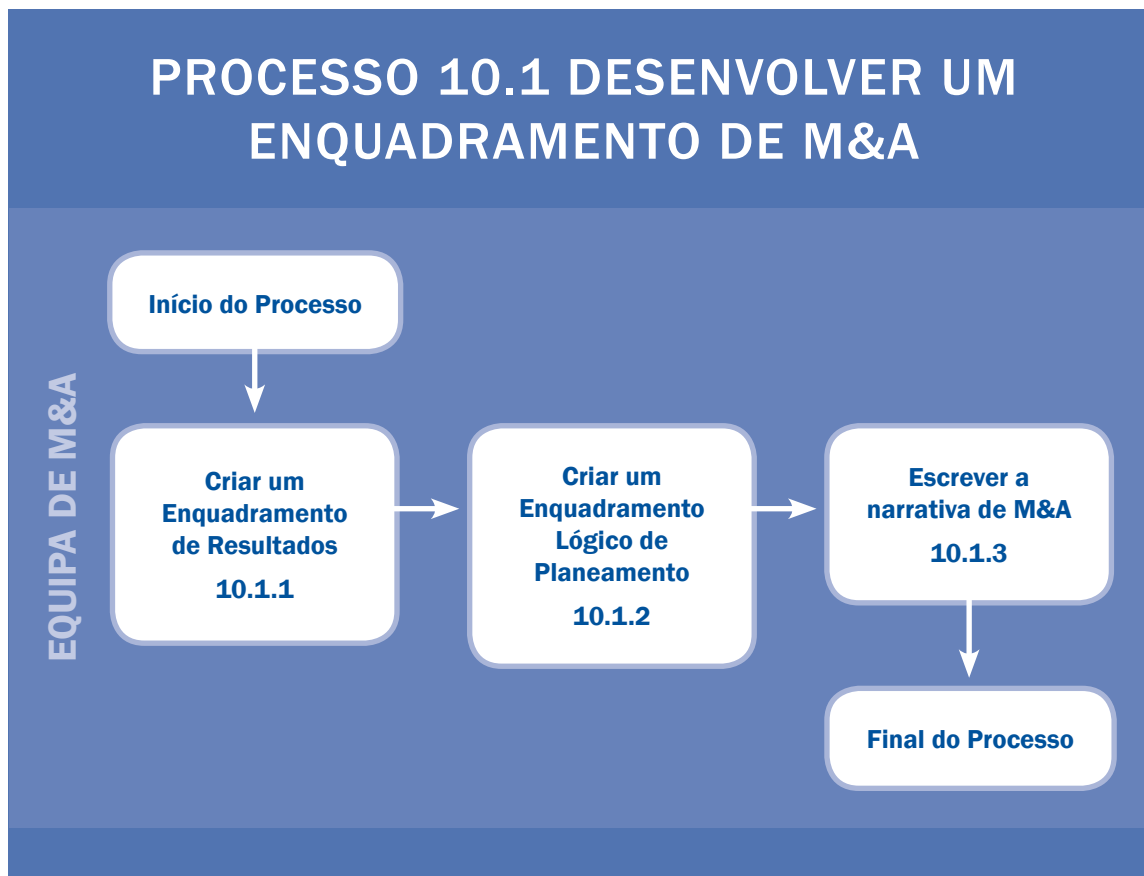 PROCESSO 10.1 DESENVOLVER UM
ENQUADRAMENTO DE M&A
EQUIPA DE M&A
Início do Processo
Criar um
Enquadramento
de Resultados
10.1.1
Criar um
Enquadramento
Lógico de
Planeamento
10.1.2
Escrever a
narrativa de M&A
10.1.3
Final do Processo